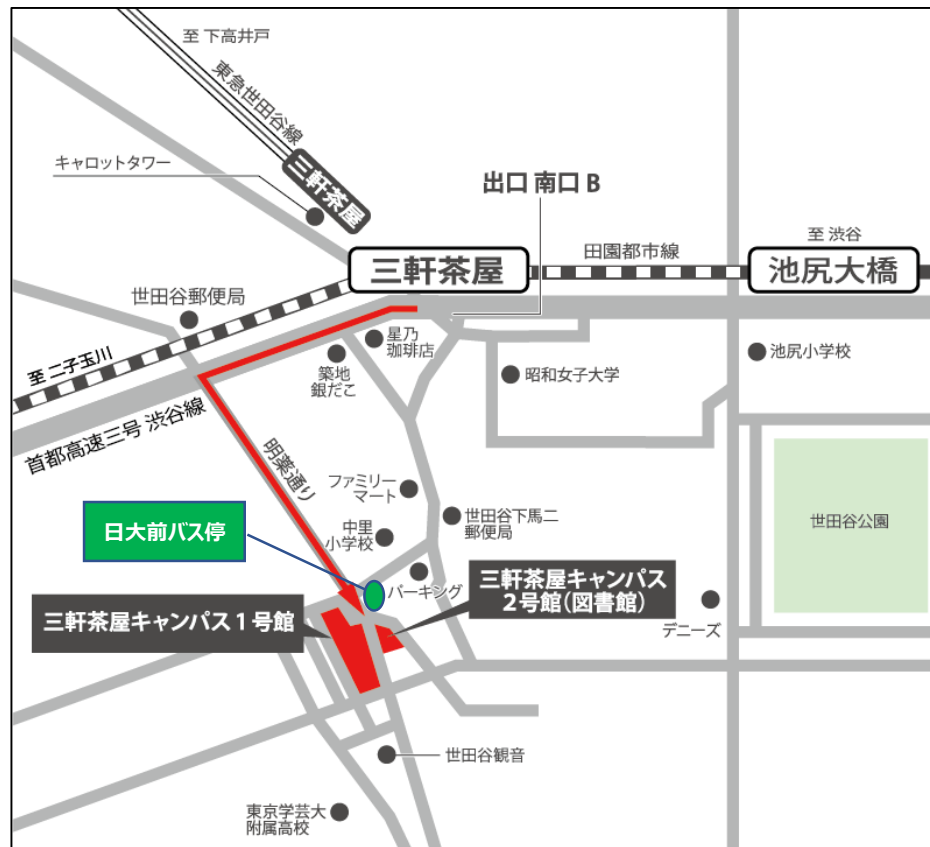 至 下高井戸
東急世田谷線
キャロットタワー
三軒茶屋
出口 南口 B
至 渋谷
田園都市線
三軒茶屋
池尻大橋
世田谷郵便局
星乃
珈琲店
築地
銀だこ
昭和女子大学
池尻小学校
至 二子玉川
首都高速三号 渋谷線
明薬通り
ファミリー
マート
世田谷下馬二
郵便局
中里
小学校
世田谷公園
日大前バス停
パーキング
三軒茶屋キャンパス
2号館(図書館)
三軒茶屋キャンパス1号館
デニーズ
世田谷観音
東京学芸大
附属高校